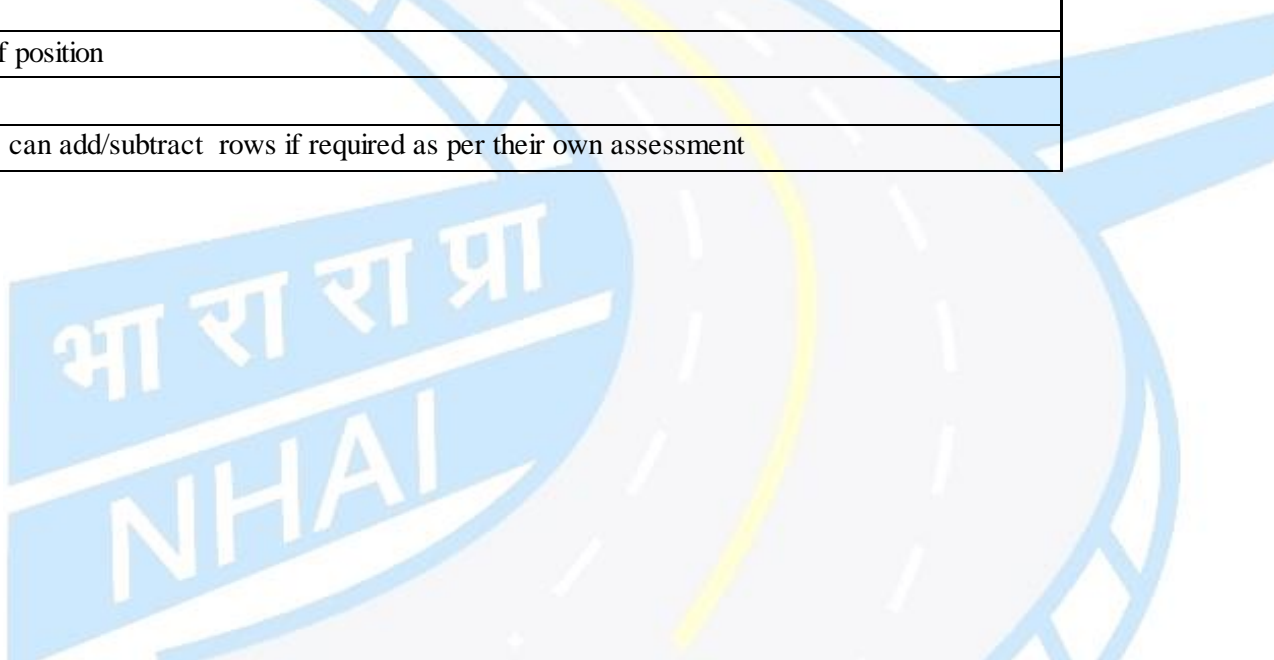 f position
can add/subtract rows if required as per their own assessment
भा रा रा प्रा
NHAI